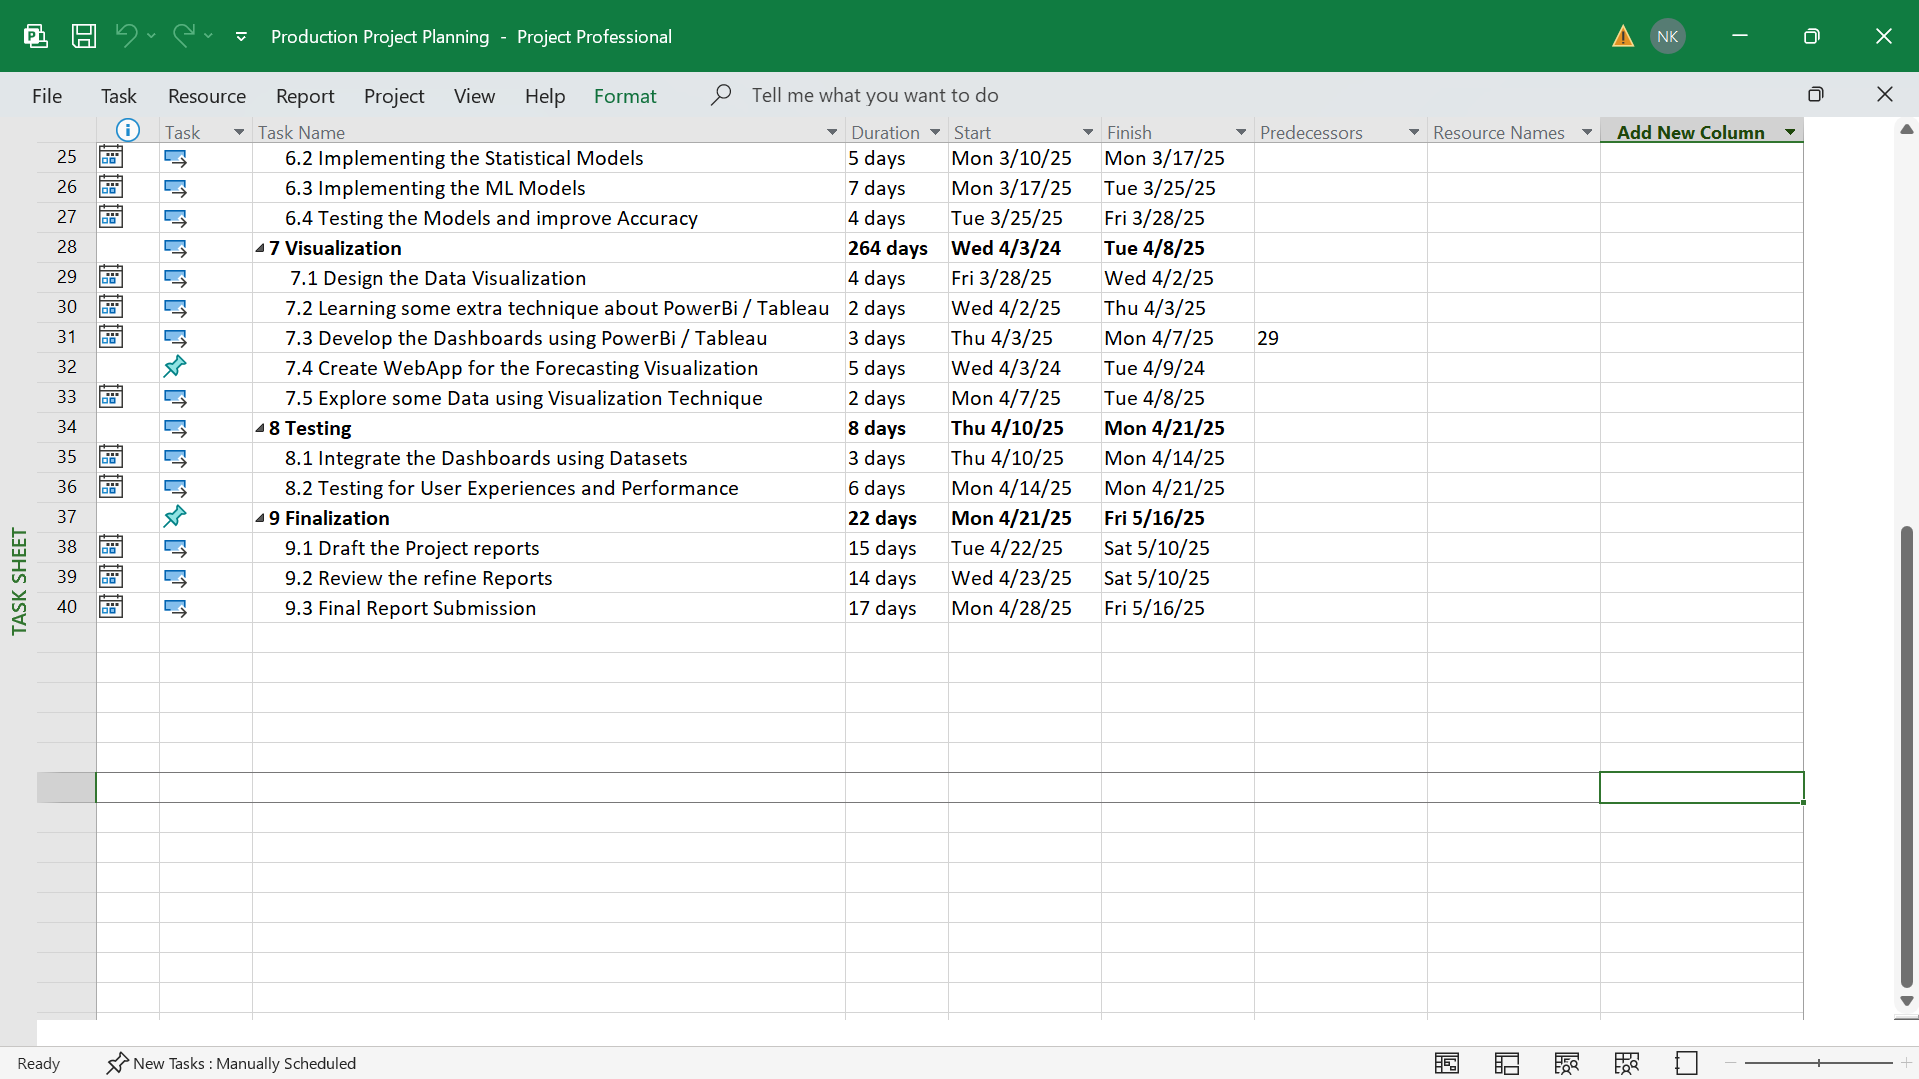 Production Project Planning - Project Professional
NK
File Task Resource Report Project View Help Format Tell me what you want to do
Task Task Name Duration Start Finish Predecessors Resource Names Add New Column
25 6.2 Implementing the Statistical Models 5 days Mon 3/10/25 Mon 3/17/25
26 6.3 Implementing the ML Models 7 days Mon 3/17/25 Tue 3/25/25
27 6.4 Testing the Models and improve Accuracy 4 days Tue 3/25/25 Fri 3/28/25
28 7 Visualization 264 days Wed 4/3/24 Tue 4/8/25
29 7.1 Design the Data Visualization 4 days Fri 3/28/25 Wed 4/2/25
30 7.2 Learning some extra technique about PowerBi / Tableau 2 days Wed 4/2/25 Thu 4/3/25
31 7.3 Develop the Dashboards using PowerBi / Tableau 3 days Thu 4/3/25 Mon 4/7/25 29
32 7.4 Create WebApp for the Forecasting Visualization 5 days Wed 4/3/24 Tue 4/9/24
33 7.5 Explore some Data using Visualization Technique 2 days Mon 4/7/25 Tue 4/8/25
34 8 Testing 8 days Thu 4/10/25 Mon 4/21/25
35 8.1 Integrate the Dashboards using Datasets 3 days Thu 4/10/25 Mon 4/14/25
36 8.2 Testing for User Experiences and Performance 6 days Mon 4/14/25 Mon 4/21/25
37 9 Finalization 22 days Mon 4/21/25 Fri 5/16/25
38 9.1 Draft the Project reports 15 days Tue 4/22/25 Sat 5/10/25
39 9.2 Review the refine Reports 14 days Wed 4/23/25 Sat 5/10/25
40 9.3 Final Report Submission 17 days Mon 4/28/25 Fri 5/16/25
TASK SHEET
Ready New Tasks : Manually Scheduled